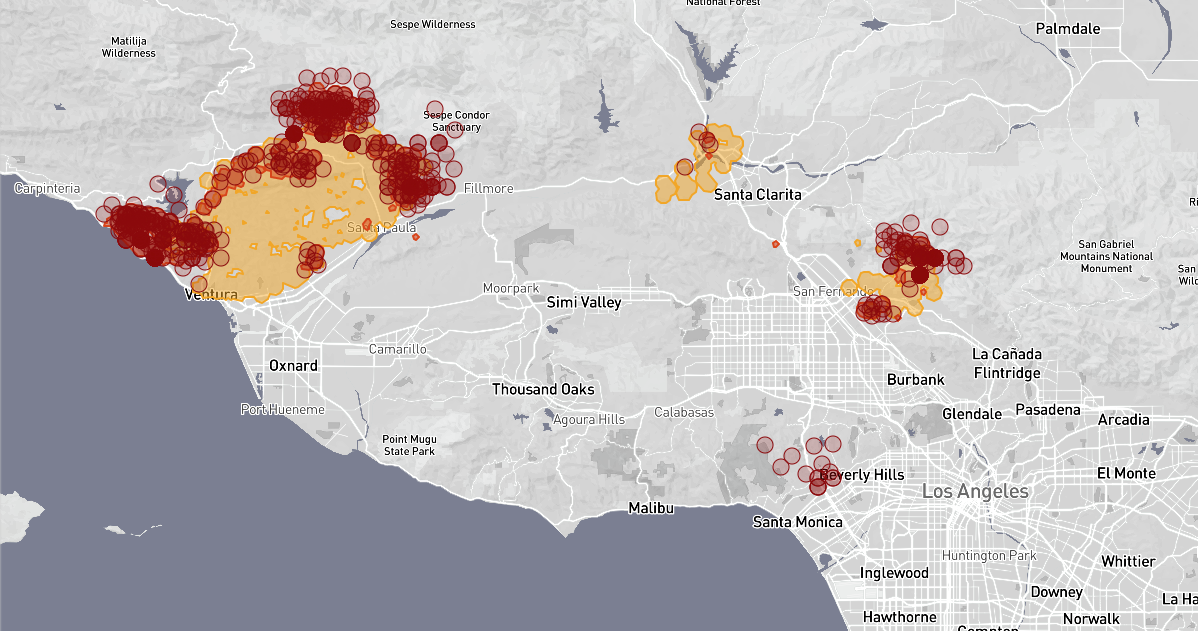 National Forest
Sespe Wilderness
Palmdale
Matilija
Wilderness
Sespe Condor
Sanctuary
Carpinteria
Fillmore
Santa Clarita
Santa Paula
San Gabriel
Mountains National
Monument
San
Ventura
Moorpark
Simi Valley
San Fernando
Oxnard
Camarillo
La Cañada
Flintridge
Thousand Oaks
Burbank
Port Hueneme
Agoura Hills
Calabasas
Glendale
Pasadena
Arcadia
Point Mugu
State Park
Beverly Hills
El Monte
Los Angeles
Malibu
Santa Monica
Huntington Park
Whittier
Inglewood
Downey
La Ha
Hawthorne
Norwalk
Compton